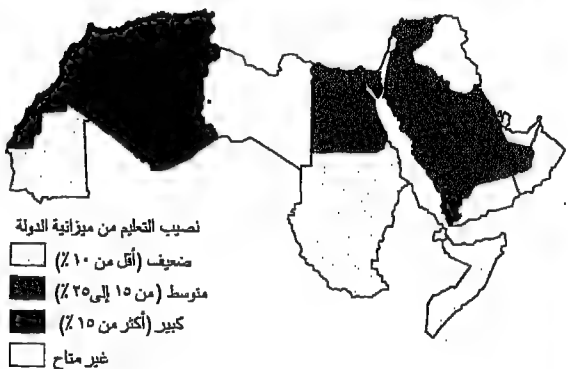 نصيب التعليم من ميزانية الدولة
ضعيف (أقل من ١٠ ٪)
متوسط (من ١٥ إلى ٢٥ ٪)
كبير (أكثر من ١٥ ٪)
غير متاح